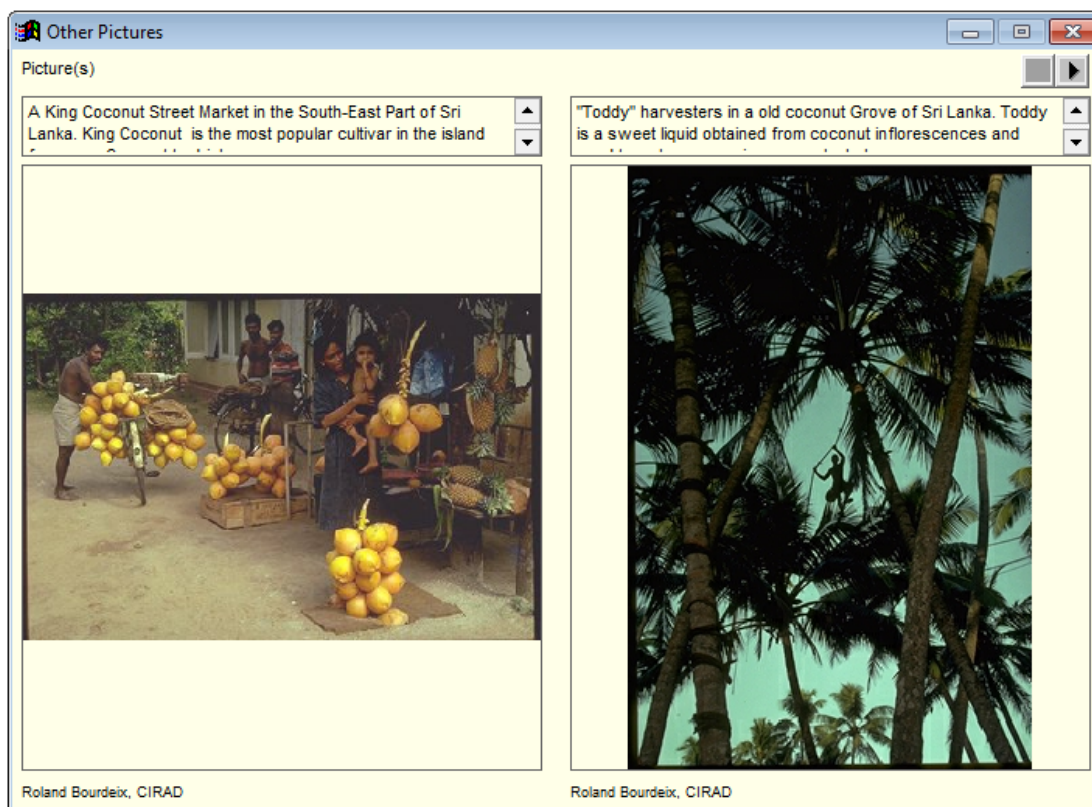 Other Pictures
Picture(s)
A King Coconut Street Market in the South-East Part of Sri
Lanka. King Coconut is the most popular cultivar in the island
"Toddy" harvesters in a old coconut Grove of Sri Lanka. Toddy
is a sweet liquid obtained from coconut inflorescences and
Roland Bourdeix, CIRAD
Roland Bourdeix, CIRAD